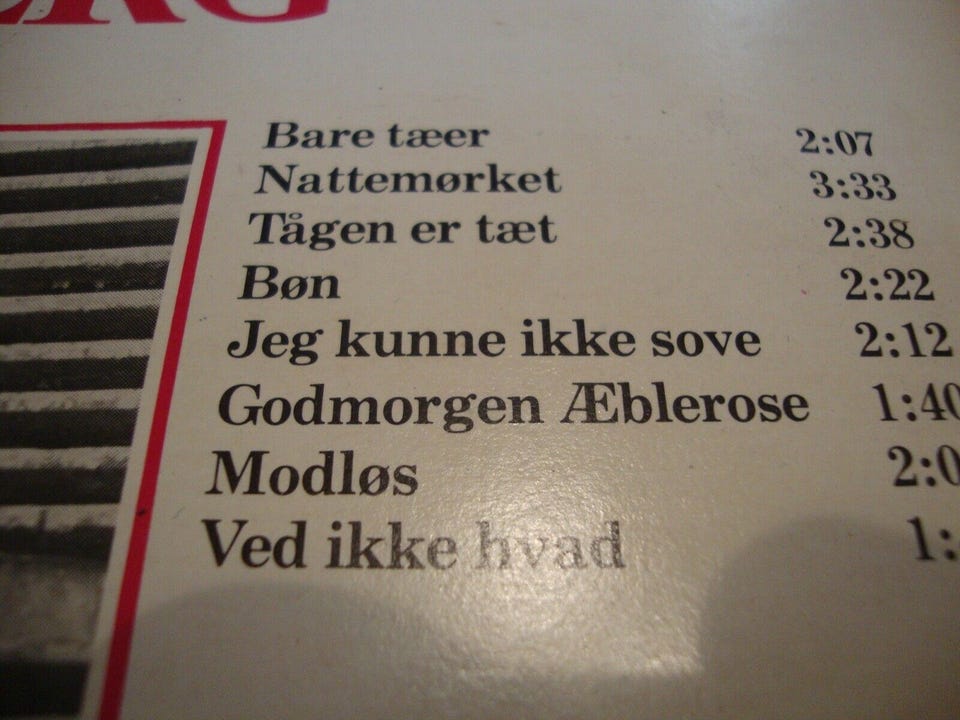 ERG
Bare tæer 2:07
Nattemørket 3:33
Tågen er tæt 2:38
Bøn 2:22
Jeg kunne ikke sove 2:12
Godmorgen Æblerose 1:40
Modløs 2:0
Ved ikke hvad 1: